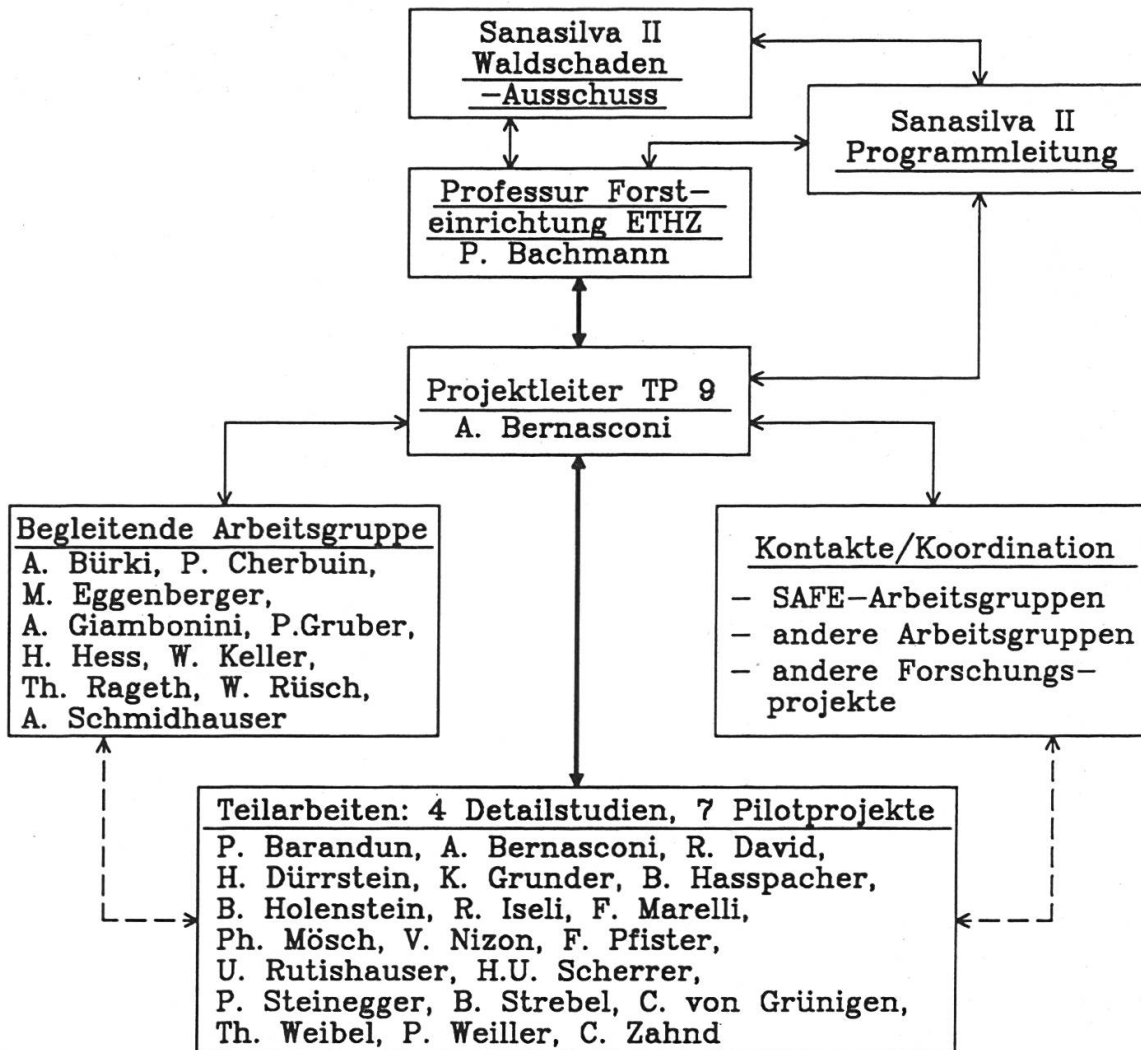 Sanasilva II
Waldschaden
-Ausschuss
Sanasilva II
Programmleitung
Professur Forst-
einrichtung ETHZ
P. Bachmann
Projektleiter TP 9
A. Bernasconi
Begleitende Arbeitsgruppe
A. Bürki, P. Cherbuin,
M. Eggenberger,
A. Giambonini, P.Gruber,
H. Hess, W. Keller,
Th. Rageth, W. Rüsch,
A. Schmidhauser
Kontakte/Koordination
- SAFE-Arbeitsgruppen
- andere Arbeitsgruppen
- andere Forschungs-
projekte
Teilarbeiten: 4 Detailstudien, 7 Pilotprojekte
P. Barandun, A. Bernasconi, R. David,
H. Dürrstein, K. Grunder, B. Hasspacher,
B. Holenstein, R. Iseli, F. Marelli,
Ph. Mösch, V. Nizon, F. Pfister,
U. Rutishauser, H.U. Scherrer,
P. Steinegger, B. Strebel, C. von Grünigen,
Th. Weibel, P. Weiller, C. Zahnd